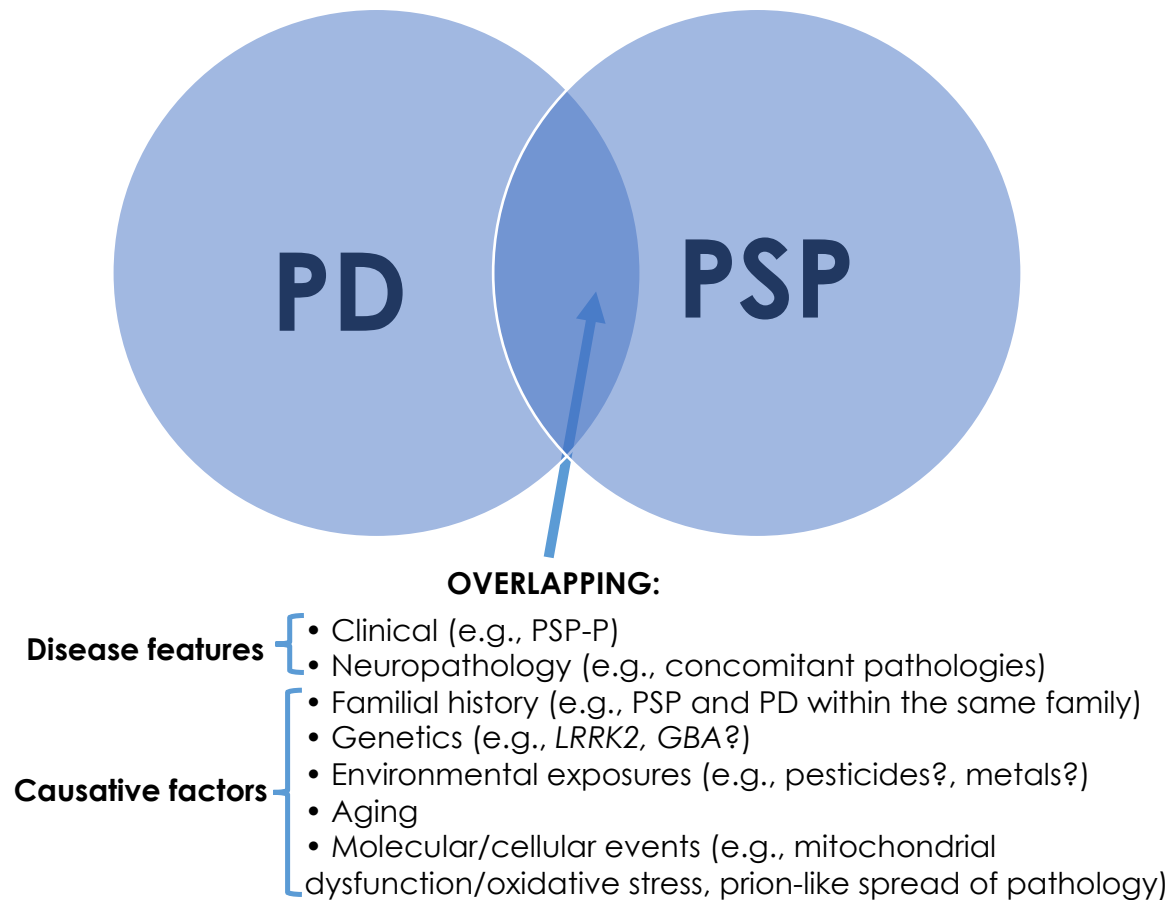 PD
PSP
OVERLAPPING:
Disease features
• Clinical (e.g., PSP-P)
• Neuropathology (e.g., concomitant pathologies)
Causative factors
• Familial history (e.g., PSP and PD within the same family)
• Genetics (e.g., LRRK2, GBA?)
• Environmental exposures (e.g., pesticides?, metals?)
• Aging
• Molecular/cellular events (e.g., mitochondrial
dysfunction/oxidative stress, prion-like spread of pathology)